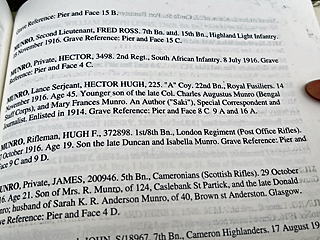 Grave Reference: Pier and Face 15 B.
MUNRO, Second Lieutenant, FRED ROSS. 7th Bn. and. 15th Bn., Highland Light Infantry.
November 1916. Grave Reference: Pier and Face 15 C.
MUNRO, Private, HECTOR, 3498. 2nd Regt., South African Infantry. 8 July 1916. Grave
Reference: Pier and Face 4 C.
MUNRO, Lance Serjeant, HECTOR HUGH, 225. "A" Coy. 22nd Bn., Royal Fusiliers. 14
November 1916. Age 45. Younger son of the late Col. Charles Augustus Munro (Bengal
Staff Corps), and Mary Frances Munro. An Author ("Saki"), Special Correspondent and
Journalist. Enlisted in 1914. Grave Reference: Pier and Face 8 C 9 A and 16 A.
MUNRO, Rifleman, HUGH F., 372898. 1st/8th Bn., London Regiment (Post Office Rifles).
October 1916. Age 19. Son the late Duncan and Isabella Munro. Grave Reference: Pier and
Face 9 C and 9 D.
MUNRO, Private, JAMES, 200946. 5th Bn., Cameronians (Scottish Rifles). 29 October
16. Age 21. Son of Mrs. R. Munro, of 124, Caslebank St Partick, and the late Donald
ro; husband of Sarah K. R. Anderson Munro, of 40, Brown St Anderston. Glasgow.
Reference: Pier and Face 4 D.
JOHN, S/18967. 7th Bn., Cameron Highlanders. 17 August 19